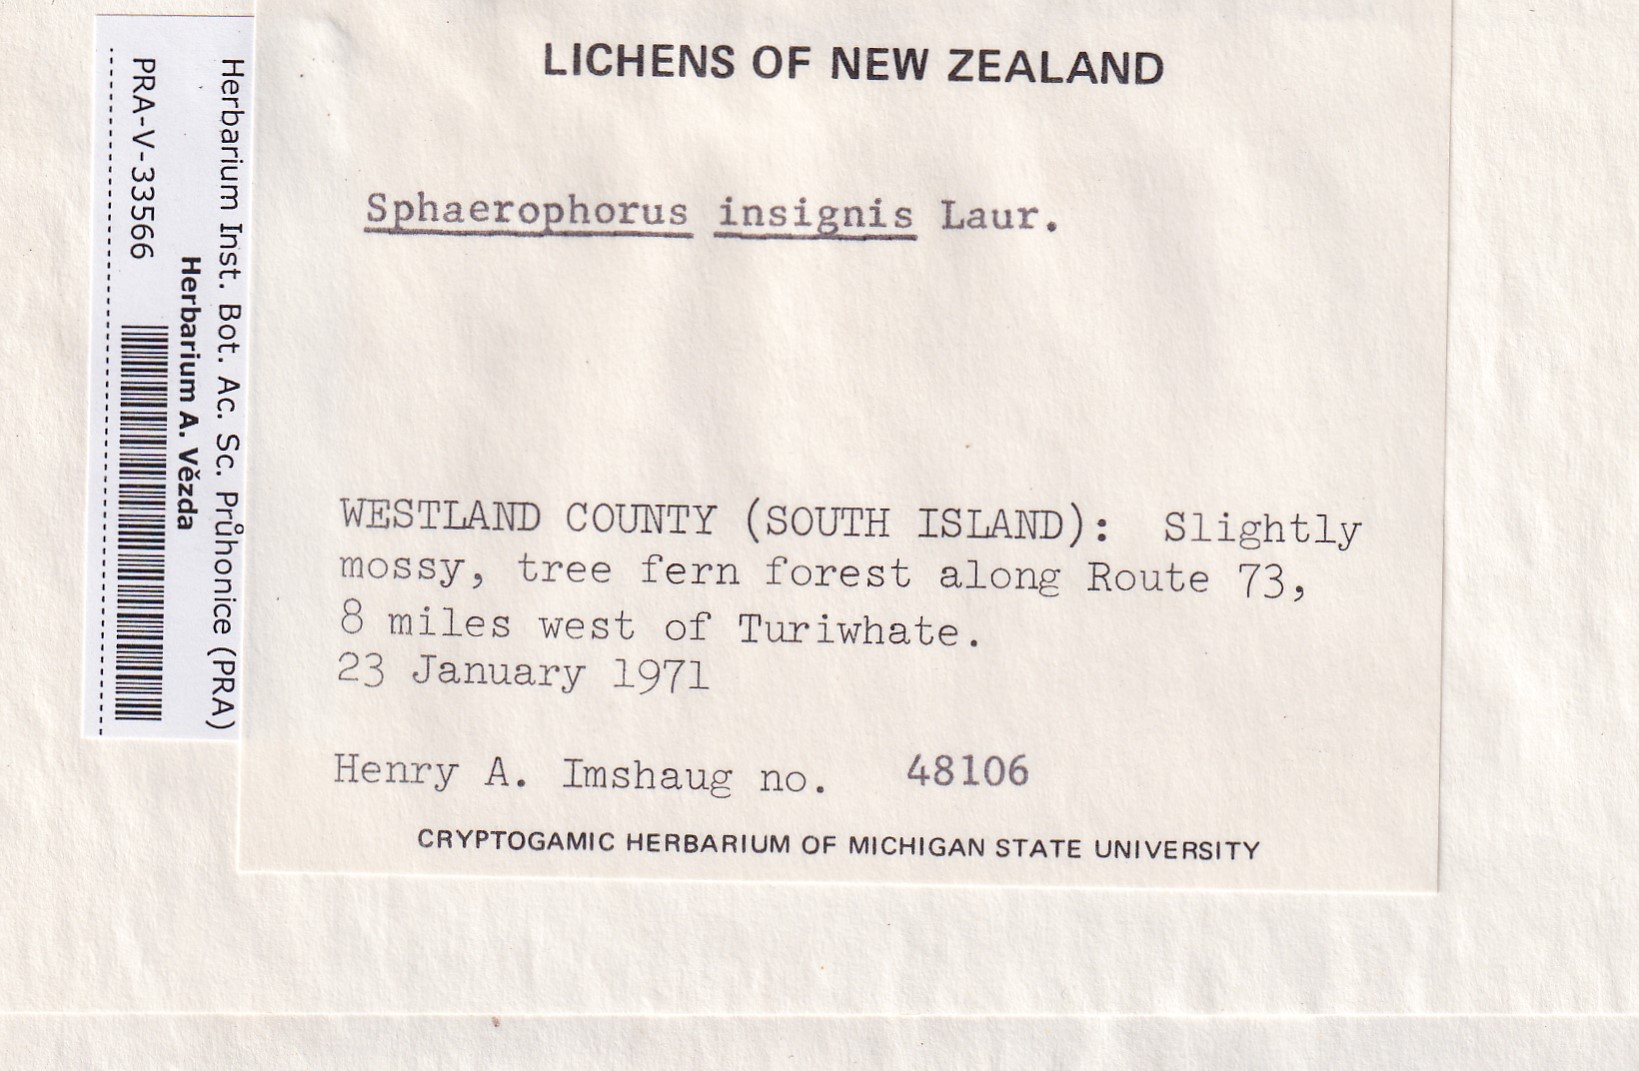 LICHENS OF NEW ZEALAND
Sphaerophorus insignis Laur.
WESTLAND COUNTY (SOUTH ISLAND): Slightly
mossy, tree fern forest along Route 73,
8 miles west of Turiwhate.
23 January 1971
Henry A. Imshaug no. 48106
CRYPTOGAMIC HERBARIUM OF MICHIGAN STATE UNIVERSITY
Herbarium Inst. Bot. Ac. Sc. Průhonice (PRA)
Herbarium A. Vězda
PRA-V-33566